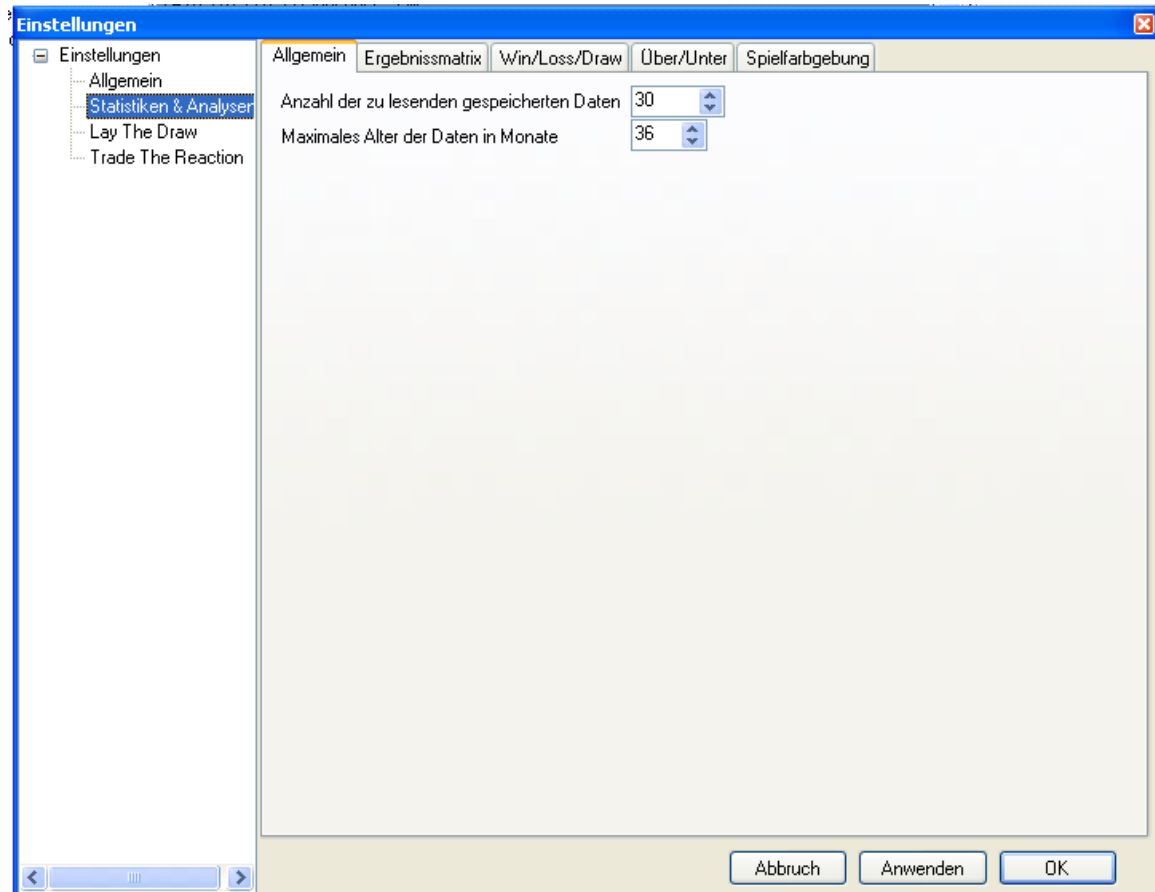 Einstellungen
Einstellungen
Allgemein
Statistiken & Analysen
Lay The Draw
Trade The Reaction
Allgemein Ergebnissmatrix Win/Loss/Draw Über/Unter Spielfarbgebung
Anzahl der zu lesenden gespeicherten Daten 30
Maximales Alter der Daten in Monate 36
Abbruch Anwenden OK